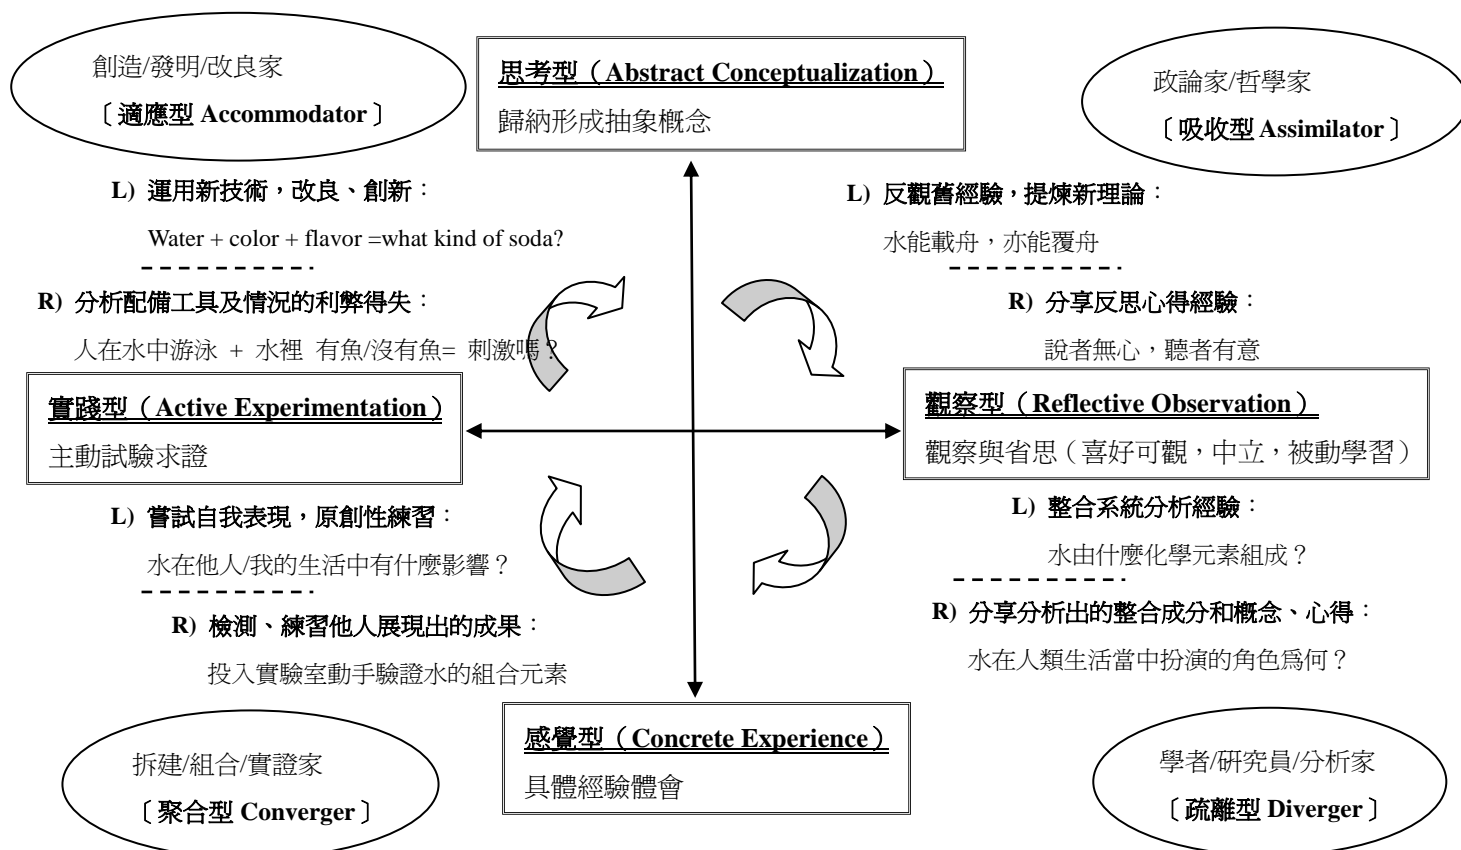 創造/發明/改良家
〔適應型 Accommodator〕
思考型（Abstract Conceptualization）
歸納形成抽象概念
政論家/哲學家
〔吸收型 Assimilator〕
L) 運用新技術，改良、創新：
Water + color + flavor =what kind of soda?
R) 分析配備工具及情況的利弊得失：
人在水中游泳 + 水裡 有魚/沒有魚= 刺激嗎？
L) 反觀舊經驗，提煉新理論：
水能載舟，亦能覆舟
R) 分享反思心得經驗：
說者無心，聽者有意
實踐型（Active Experimentation）
主動試驗求證
觀察型（Reflective Observation）
觀察與省思（喜好可觀，中立，被動學習）
L) 嘗試自我表現，原創性練習：
水在他人/我的生活中有什麼影響？
R) 檢測、練習他人展現出的成果：
投入實驗室動手驗證水的組合元素
L) 整合系統分析經驗：
水由什麼化學元素組成？
R) 分享分析出的整合成分和概念、心得：
水在人類生活當中扮演的角色為何？
感覺型（Concrete Experience）
具體經驗體會
拆建/組合/實證家
〔聚合型 Converger〕
學者/研究員/分析家
〔疏離型 Diverger〕